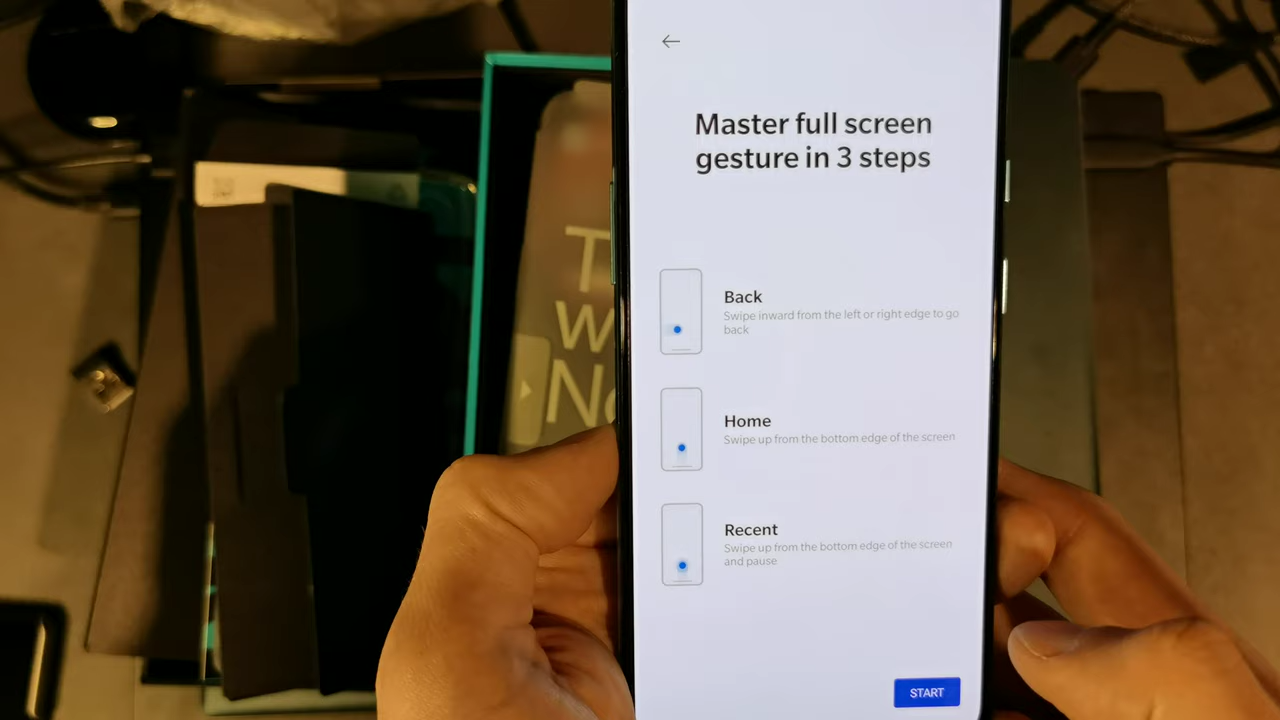 Master full screen
gesture in 3 steps
Back
Swipe inward from the left or right edge to go
back
Home
Swipe up from the bottom edge of the screen
Recent
Swipe up from the bottom edge of the screen
and pause
START